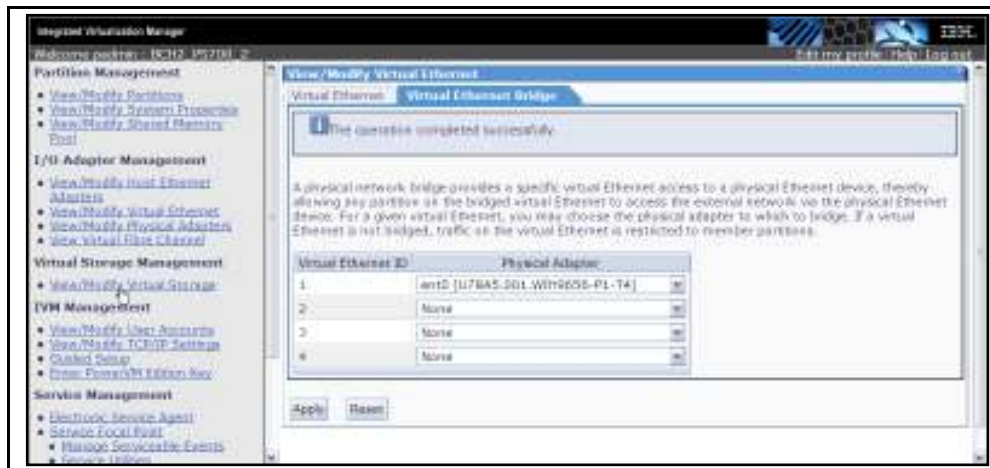 Integrated Virtualization Manager
IBM.
Welcome padmin :
Edit my profile Help Log out
Partition Management
View/Modify Partitions
View/Modify System Properties
View/Modify Shared Memory
Pool
I/O Adapter Management
View/Modify Host Ethernet
Adapters
View/Modify Virtual Ethernet
View/Modify Physical Adapters
View Virtual Fibre Channel
Virtual Storage Management
View/Modify Virtual Storage
IVM Management
View/Modify User Accounts
View/Modify TCP/IP Settings
Guided Setup
Enter PowerVM Edition Key
Service Management
Electronic Service Agent
Service Focal Point
Manage Serviceable Events
Service Utilities
View/Modify Virtual Ethernet
Virtual Ethernet Virtual Ethernet Bridge
The operation completed successfully.
A physical network bridge provides a specific virtual Ethernet access to a physical Ethernet device, thereby
allowing any partition on the bridged virtual Ethernet to access the external network via the physical Ethernet
device. For a given virtual Ethernet, you may choose the physical adapter to which to bridge. If a virtual
Ethernet is not bridged, traffic on the virtual Ethernet is restricted to member partitions.
Virtual Ethernet ID Physical Adapter
1
2 None
3 None
4 None
Apply Reset